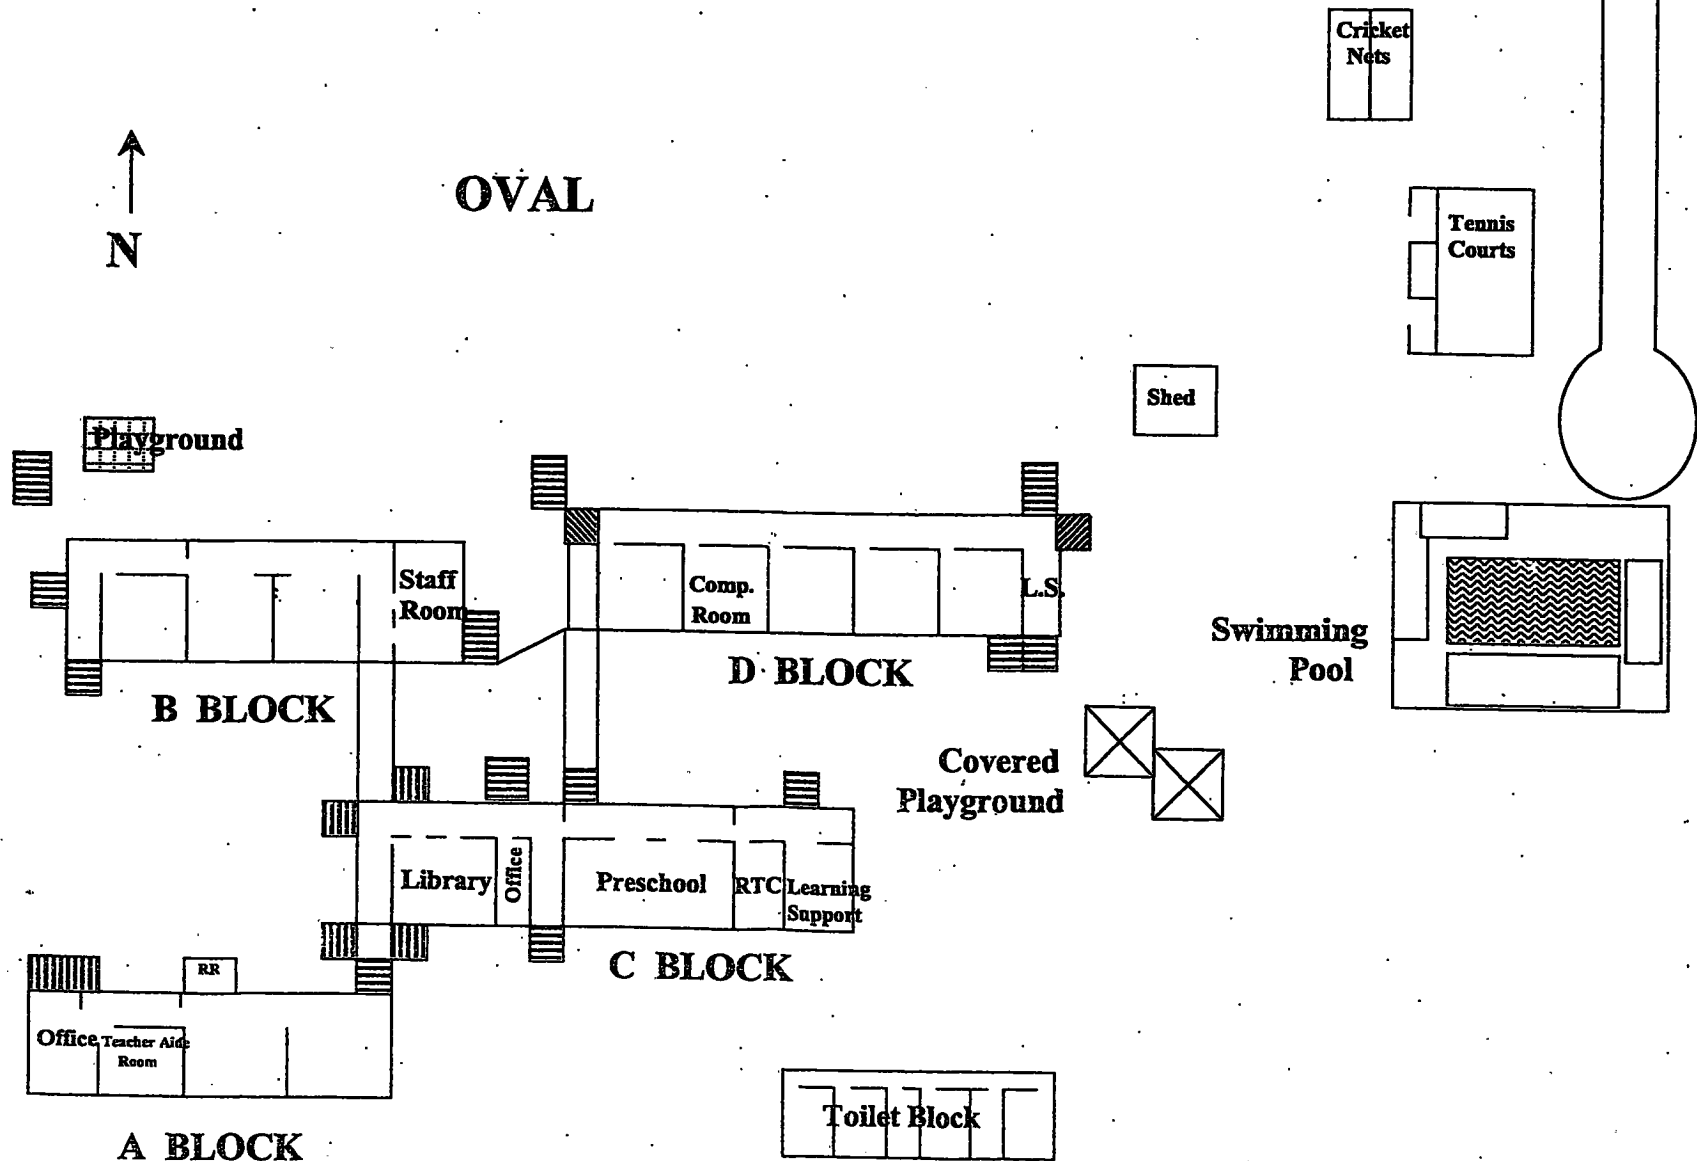 Cricket
Nets
OVAL
N
Tennis
Courts
Shed
Playground
Staff
Room
Comp.
Room
L.S.
Swimming
Pool
D BLOCK
B BLOCK
Covered
Playground
Library
Office
Preschool
RTC
Learning
Support
C BLOCK
RR
Office
Teacher Aide
Room
Toilet Block
A BLOCK